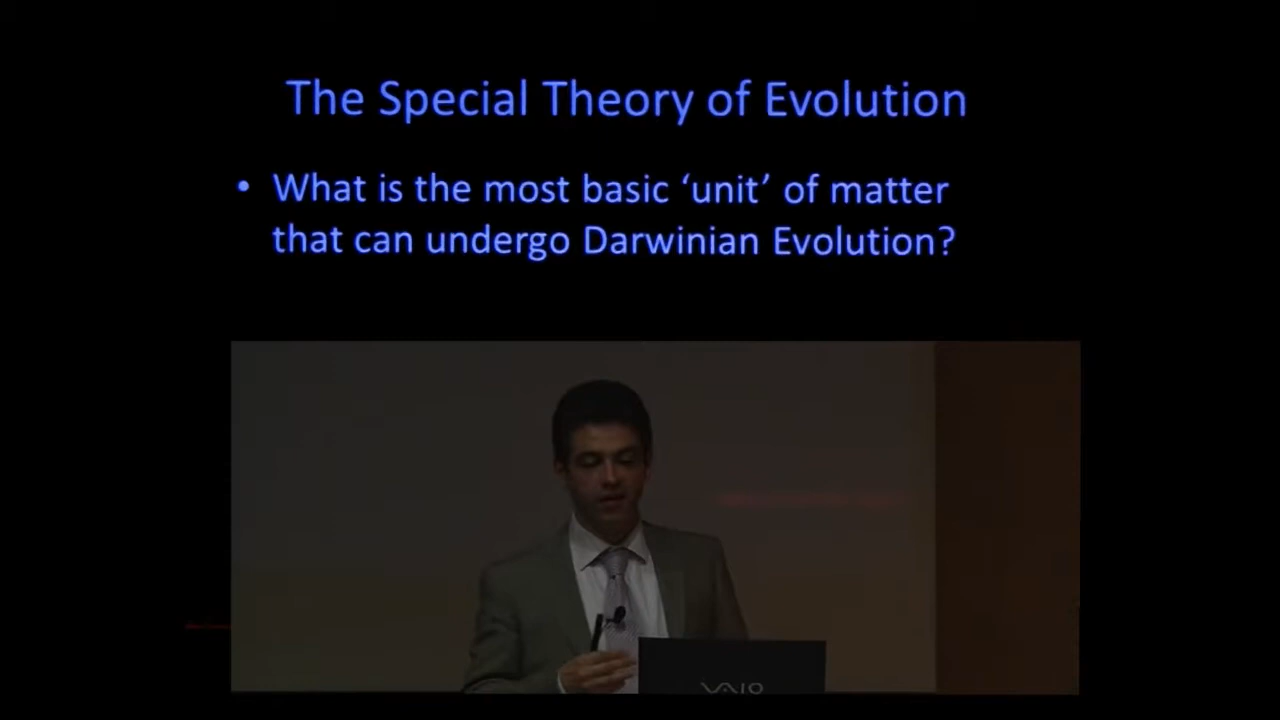 The Special Theory of Evolution
• What is the most basic ‘unit’ of matter
that can undergo Darwinian Evolution?
VAIO